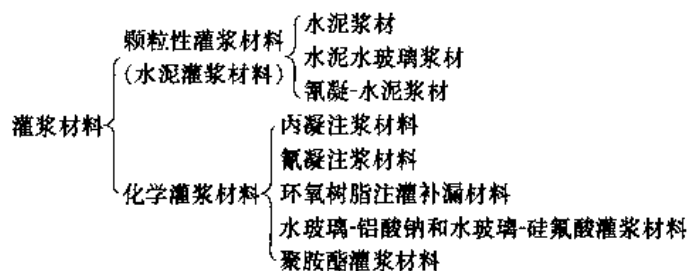 水泥浆材
颗粒性灌浆材料
水泥水玻璃浆材
(水泥灌浆材料)
氰凝-水泥浆材
灌浆材料
丙凝注浆材料
氰凝注浆材料
化学灌浆材料
环氧树脂注灌补漏材料
水玻璃-铝酸钠和水玻璃-硅氟酸灌浆材料
聚胺酯灌浆材料